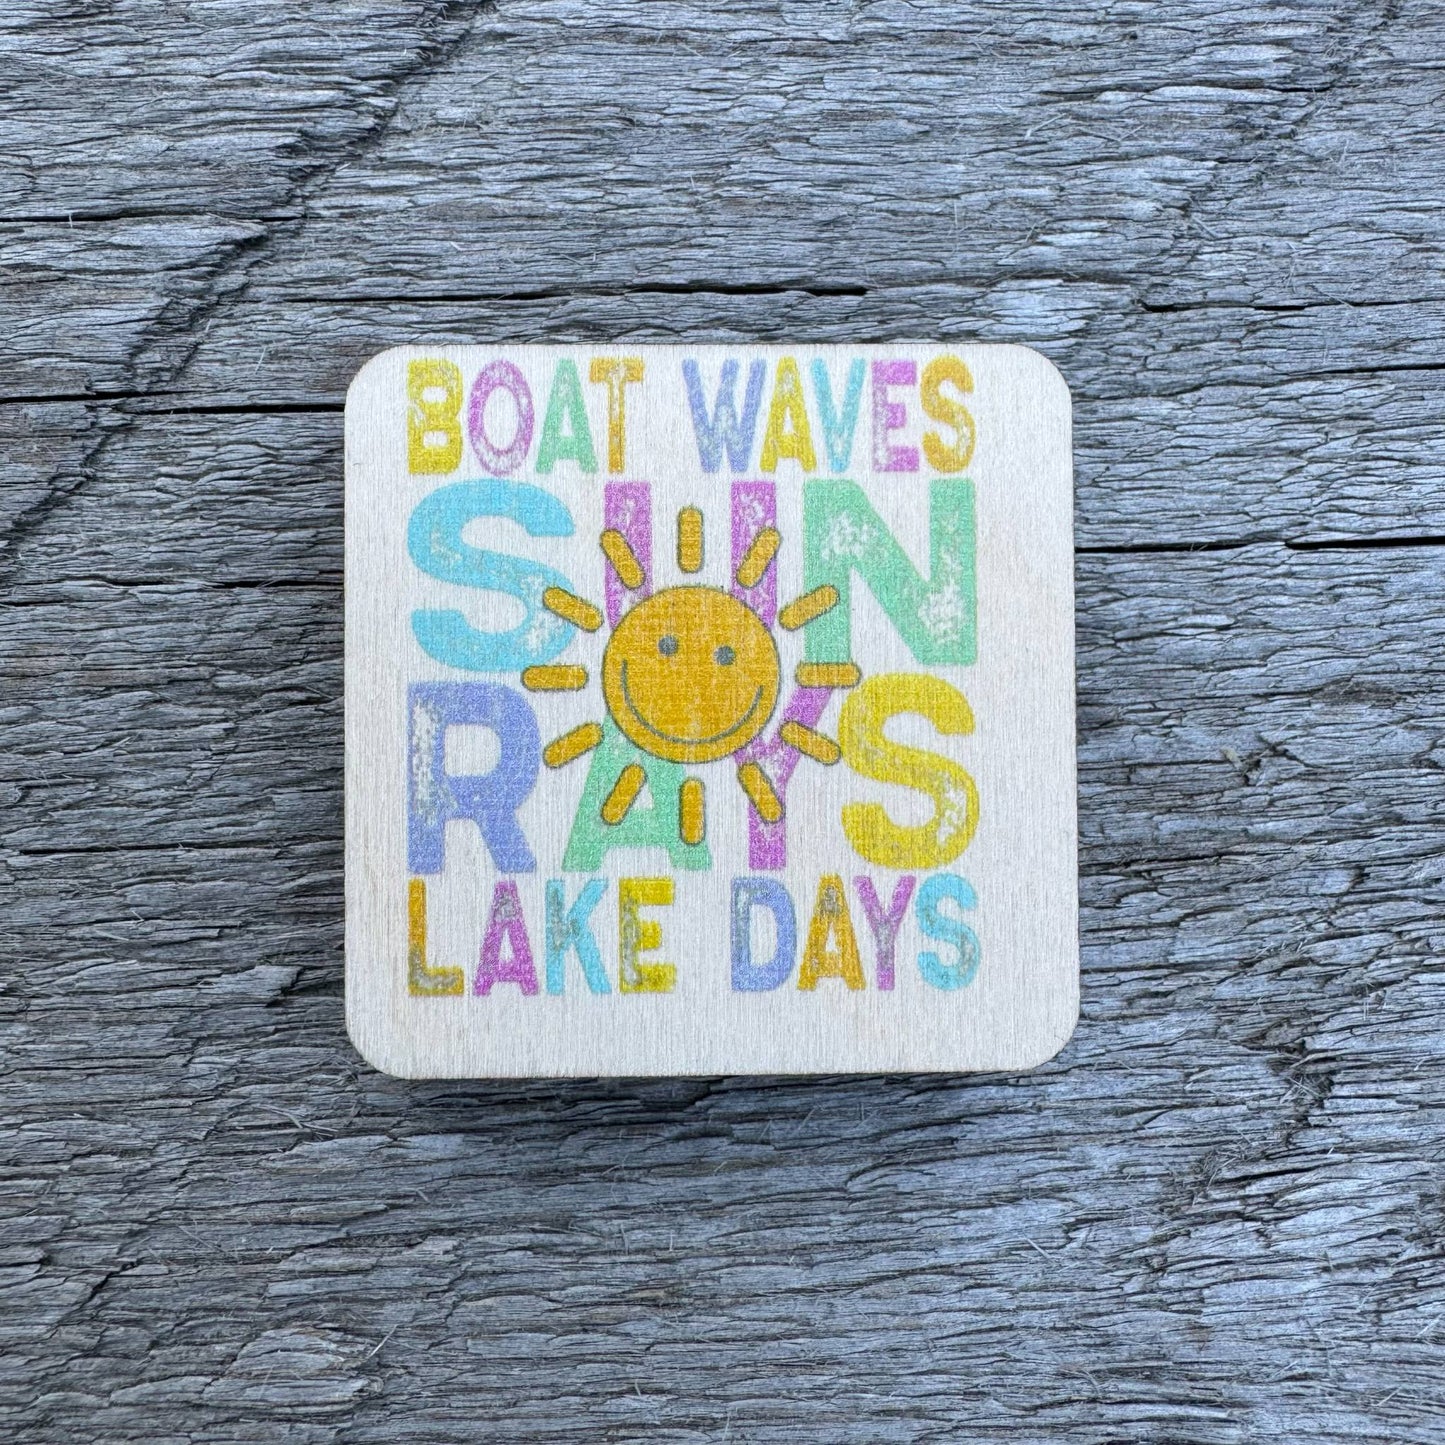 BOAT WAVES
SUN
RAYS
LAKE DAYS